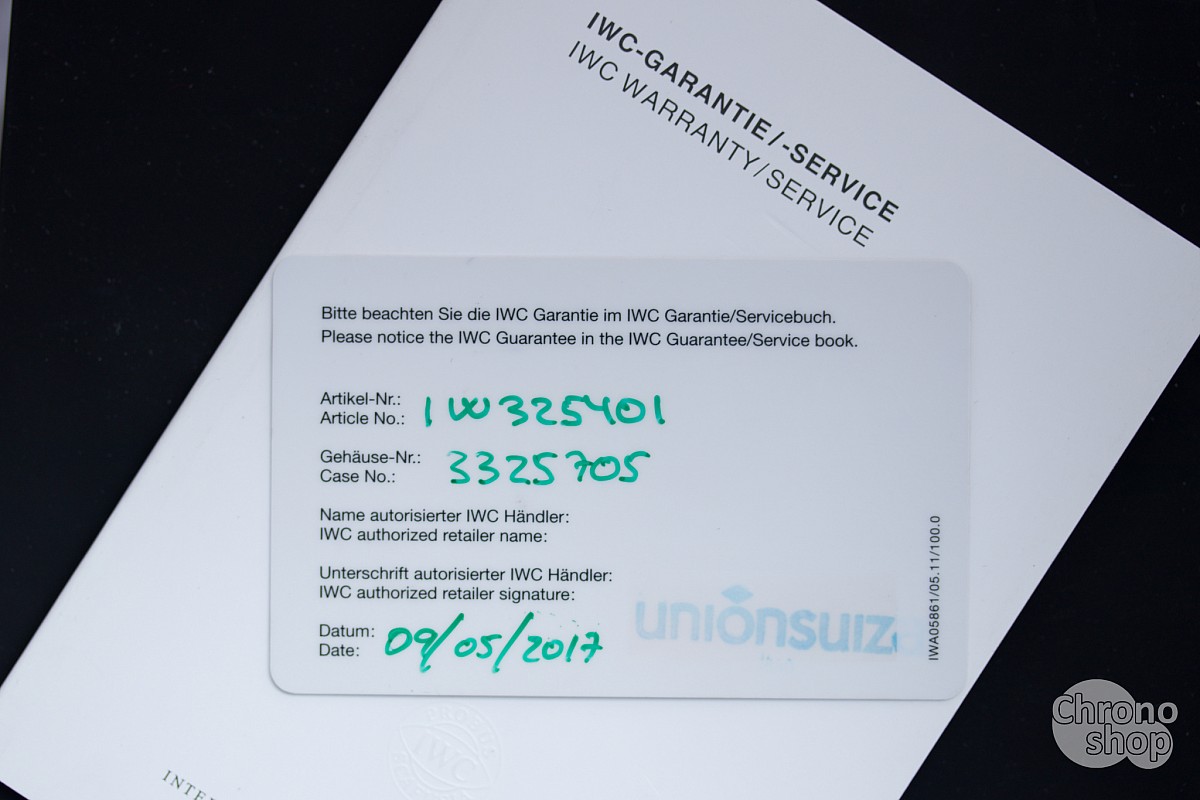 IWC-GARANTIE/-SERVICE
IWC WARRANTY/SERVICE
Bitte beachten Sie die IWC Garantie im IWC Garantie/Servicebuch.
Please notice the IWC Guarantee in the IWC Guarantee/Service book.
Artikel-Nr.:
Article No.: IW325401
Gehäuse-Nr.:
Case No.: 3325705
Name autorisierter IWC Händler:
IWC authorized retailer name:
Unterschrift autorisierter IWC Händler:
IWC authorized retailer signature:
unionsuiz
Datum:
Date: 09/05/2017
IWA05861/05.11/100.0
IWC
Chrono
shop